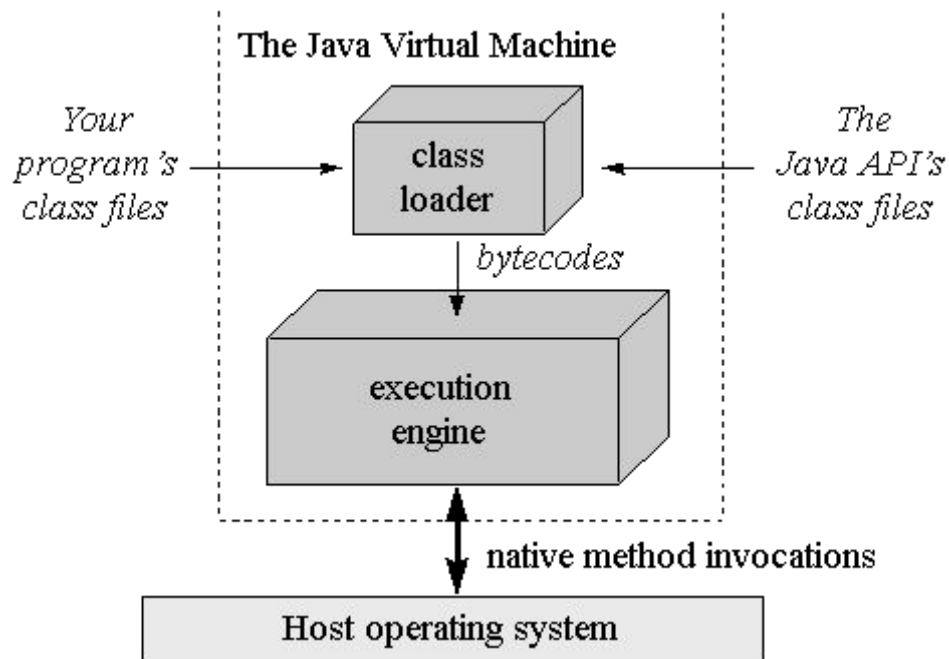 The Java Virtual Machine
Your
program's
class files
class
loader
The
Java API's
class files
bytecodes
execution
engine
native method invocations
Host operating system